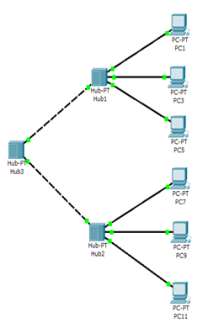 PC-PT
PC1
Hub-PT
Hub1
PC-PT
PC3
PC-PT
PC5
Hub-PT
Hub3
PC-PT
PC7
Hub-PT
Hub2
PC-PT
PC9
PC-PT
PC11